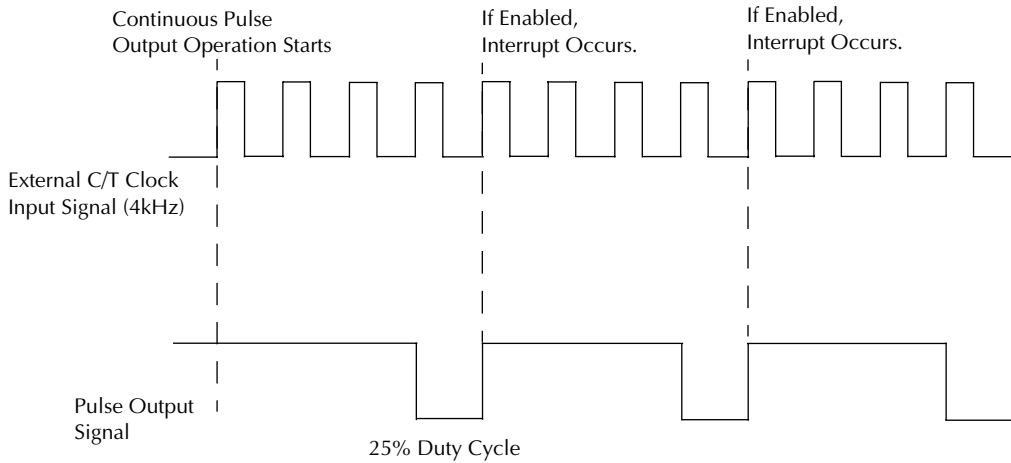 Continuous Pulse
Output Operation Starts
If Enabled,
Interrupt Occurs.
If Enabled,
Interrupt Occurs.
External C/T Clock
Input Signal (4kHz)
Pulse Output
Signal
25% Duty Cycle